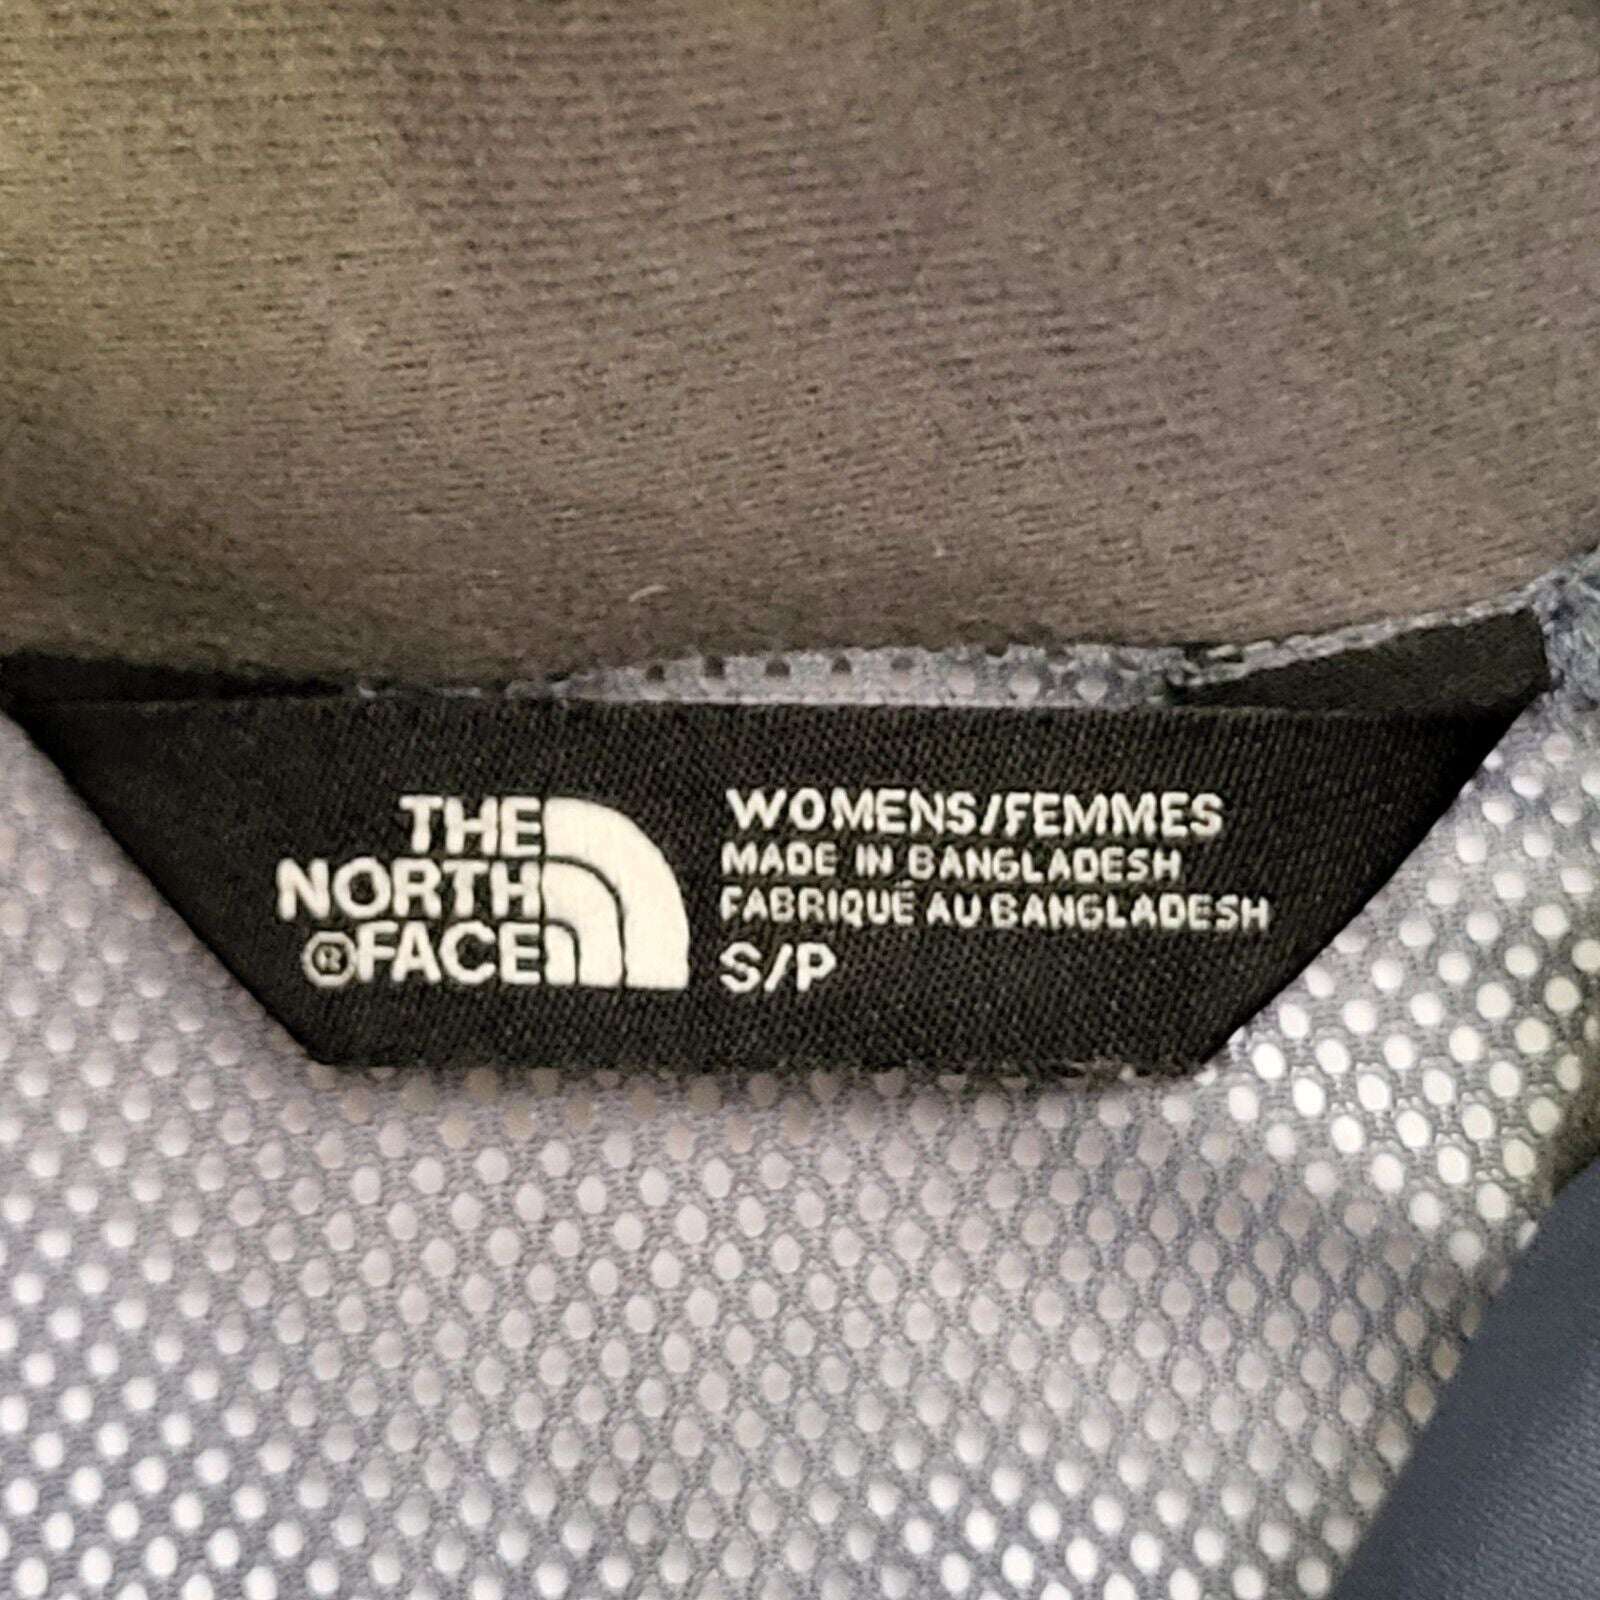 THE
NORTH
®FACE
WOMENS/FEMMES
MADE IN BANGLADESH
FABRIQUÉ AU BANGLADESH
S/P